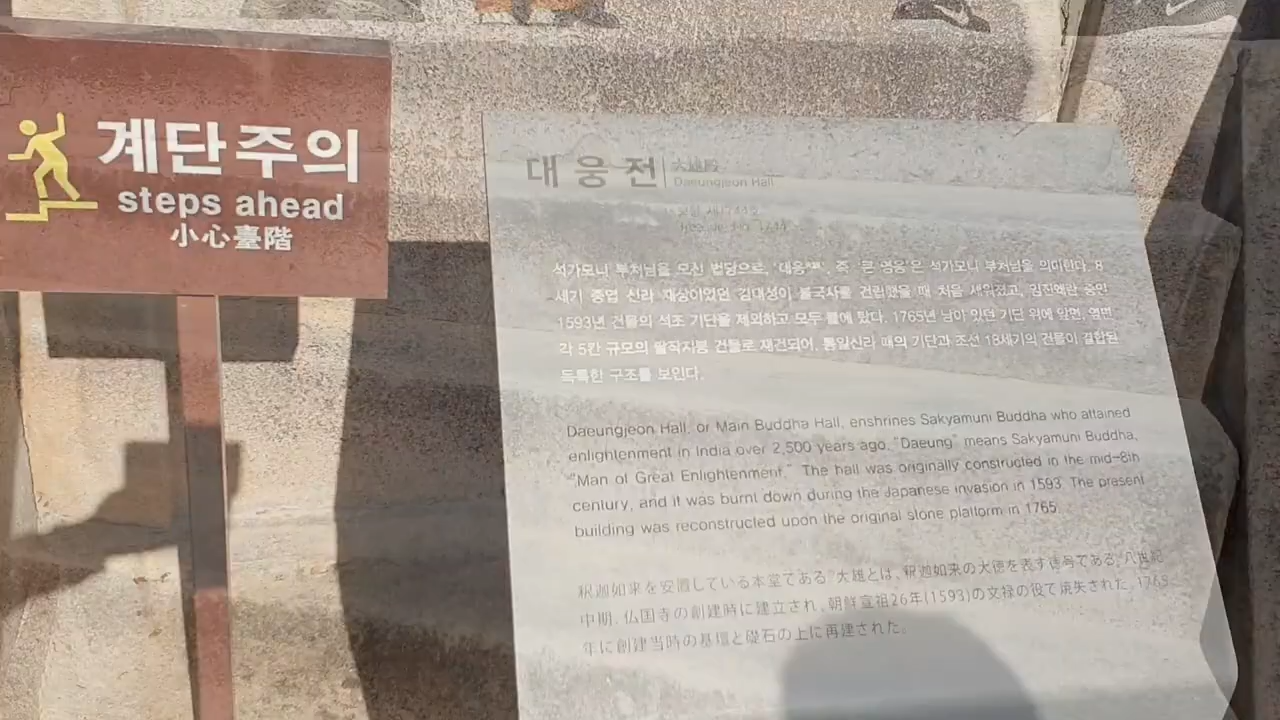 계단주의
steps ahead
小心臺階
대웅전
大雄殿
Daeungjeon Hall
석가모니 부처님을 모신 법당으로, '대웅大雄', 즉 '큰 영웅'은 석가모니 부처님을 의미한다. 8
세기 중엽 신라 재상이었던 김대성이 불국사를 건립했을 때 처음 세워졌고, 임진왜란 중인
1593년 건물의 석조 기단을 제외하고 모두 불에 탔다. 1765년 남아 있던 기단 위에 앞면, 옆면
각 5칸 규모의 팔작지붕 건물로 재건되어, 통일신라 때의 기단과 조선 18세기의 건물이 결합된
독특한 구조를 보인다.
Daeungjeon Hall, or Main Buddha Hall, enshrines Sakyamuni Buddha who attained
enlightenment in India over 2,500 years ago. "Daeung" means Sakyamuni Buddha,
"Man of Great Enlightenment." The hall was originally constructed in the mid-8th
century, and it was burnt down during the Japanese invasion in 1593. The present
building was reconstructed upon the original stone platform in 1765.
釈迦如来を安置している本堂である。大雄とは、釈迦如来の大徳を表す徳号である。八世紀
中期、仏国寺の創建時に建立され、朝鮮宣祖26年(1593)の文禄の役で焼失された。1765
年に創建当時の基壇と礎石の上に再建された。